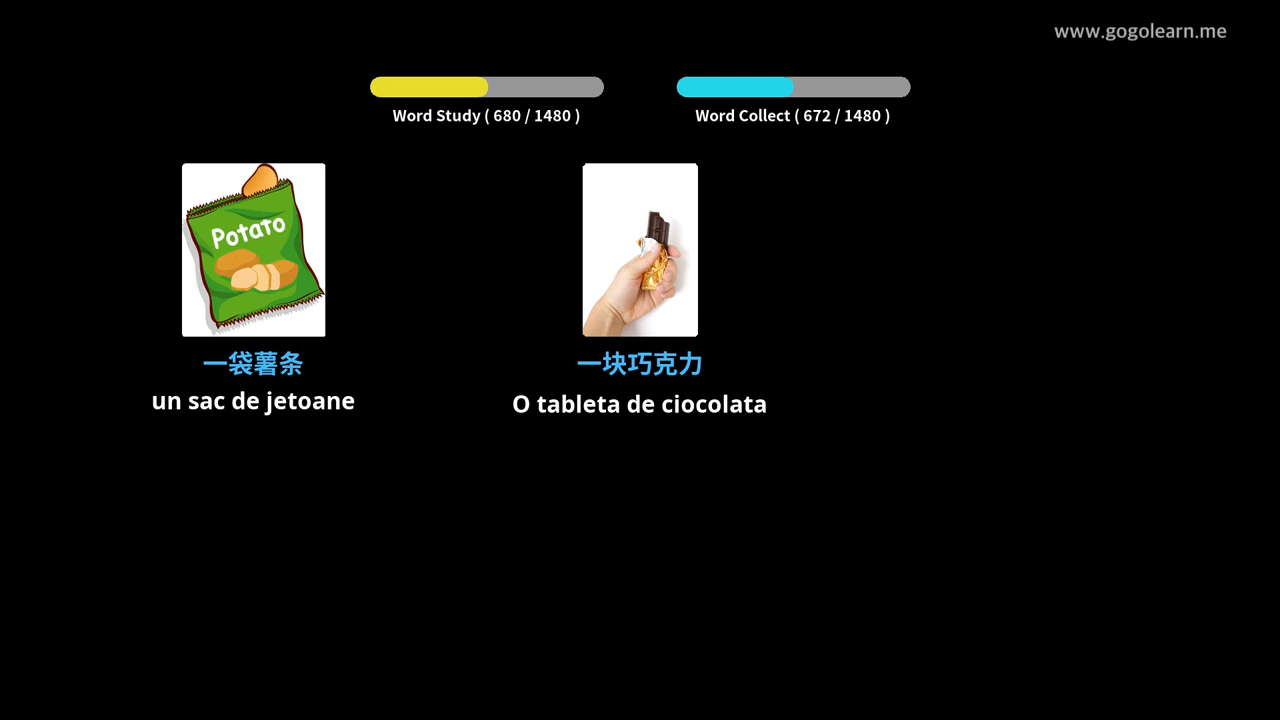 www.gogolearn.me
Word Study ( 680 / 1480 )
Word Collect ( 672 / 1480 )
Potato
一袋薯条
一块巧克力
un sac de jetoane
O tableta de ciocolata